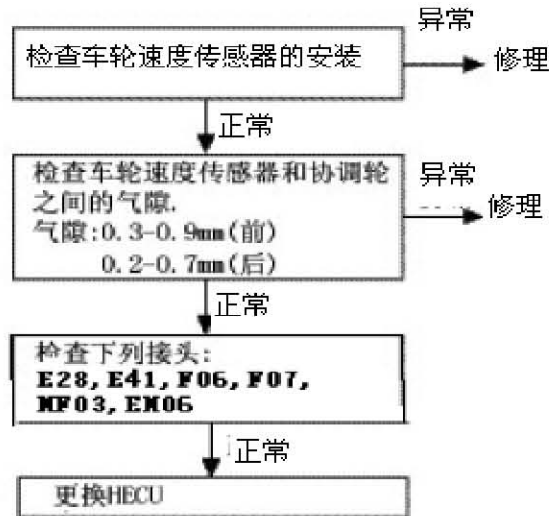 异常
检查车轮速度传感器的安装
修理
正常
检查车轮速度传感器和协调轮
之间的气隙.
气隙:0.3-0.9mm(前)
0.2-0.7mm(后)
异常
修理
正常
检查下列接头:
E28,E41,F06,F07,
MF03,EM06
正常
更换HECU